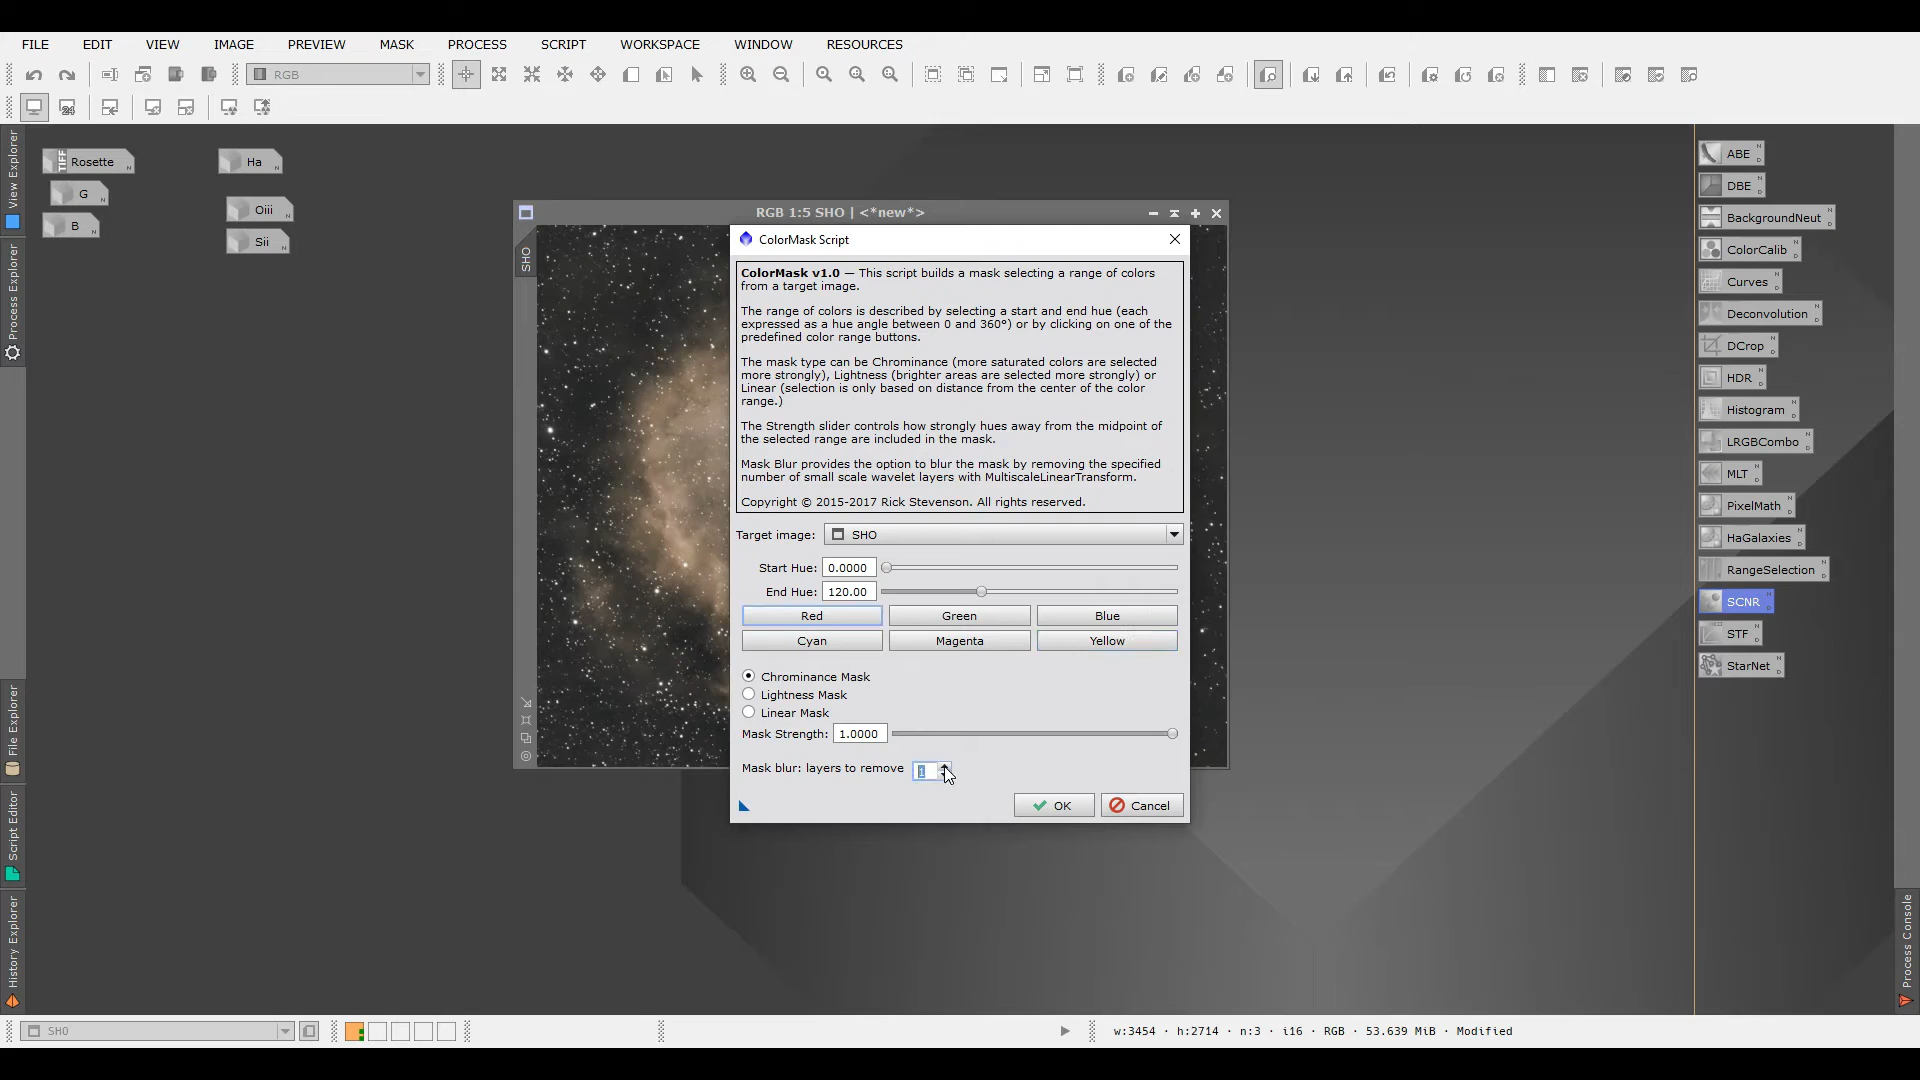 FILE EDIT VIEW IMAGE PREVIEW MASK PROCESS SCRIPT WORKSPACE WINDOW RESOURCES
RGB
24
View Explorer
Process Explorer
File Explorer
Script Editor
History Explorer
TIFF Rosette N
G N
B N
Ha N
Oiii N
Sii N
RGB 1:5 SHO | <*new*>
SHO
ColorMask Script
ColorMask v1.0 — This script builds a mask selecting a range of colors
from a target image.
The range of colors is described by selecting a start and end hue (each
expressed as a hue angle between 0 and 360°) or by clicking on one of the
predefined color range buttons.
The mask type can be Chrominance (more saturated colors are selected
more strongly), Lightness (brighter areas are selected more strongly) or
Linear (selection is only based on distance from the center of the color
range.)
The Strength slider controls how strongly hues away from the midpoint of
the selected range are included in the mask.
Mask Blur provides the option to blur the mask by removing the specified
number of small scale wavelet layers with MultiscaleLinearTransform.
Copyright © 2015-2017 Rick Stevenson. All rights reserved.
Target image: SHO
Start Hue: 0.0000
End Hue: 120.00
Red Green Blue
Cyan Magenta Yellow
Chrominance Mask
Lightness Mask
Linear Mask
Mask Strength: 1.0000
Mask blur: layers to remove 1
OK Cancel
ABE N D
DBE N D
BackgroundNeut N D
ColorCalib N D
Curves N D
Deconvolution N D
DCrop N D
HDR N D
Histogram N D
LRGBCombo N D
MLT N D
PixelMath N D
HaGalaxies N D
RangeSelection N D
SCNR N D
STF N D
StarNet N D
Process Console
SHO
w:3454 · h:2714 · n:3 · i16 · RGB · 53.639 MiB · Modified